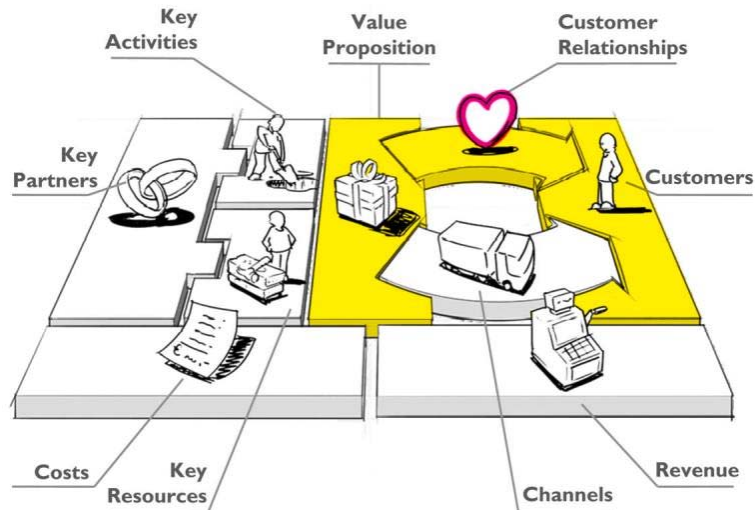 Key
Activities
Value
Proposition
Customer
Relationships
Key
Partners
Customers
Costs
Key
Resources
Channels
Revenue